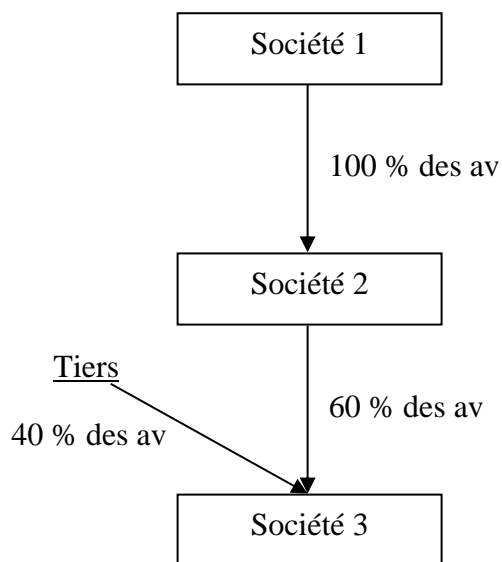 Société 1
100 % des av
Société 2
Tiers
60 % des av
40 % des av
Société 3